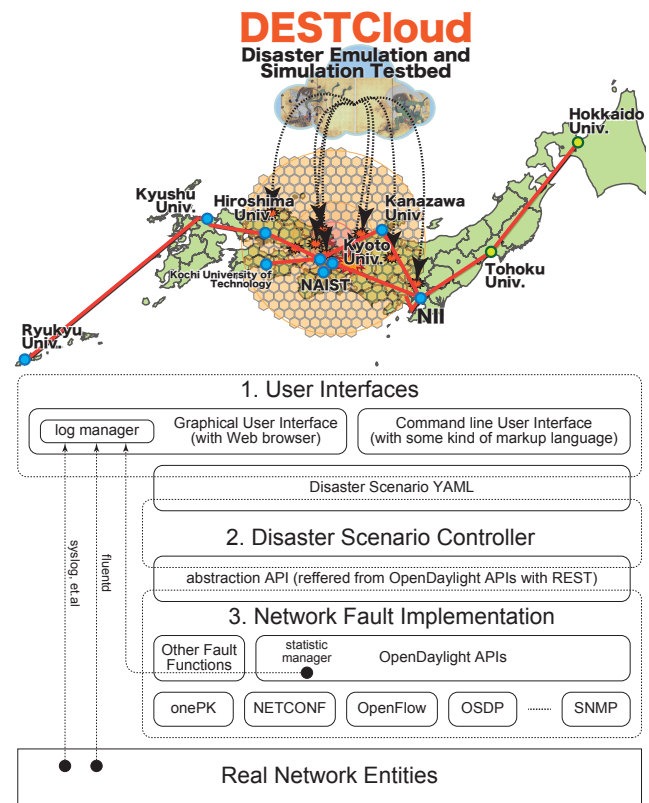 DESTCloud
Disaster Emulation and
Simulation Testbed
Hokkaido
Univ.
Kyushu
Univ.
Hiroshima
Univ.
Kanazawa
Univ.
Kyoto
Univ.
Kochi University of
Technology
NAIST
Tohoku
Univ.
NII
Ryukyu
Univ.
1. User Interfaces
log manager
Graphical User Interface
(with Web browser)
Command line User Interface
(with some kind of markup language)
Disaster Scenario YAML
2. Disaster Scenario Controller
abstraction API (reffered from OpenDaylight APIs with REST)
syslog, et.al
fluentd
3. Network Fault Implementation
Other Fault
Functions
statistic
manager
OpenDaylight APIs
onePK
NETCONF
OpenFlow
OSDP
SNMP
Real Network Entities